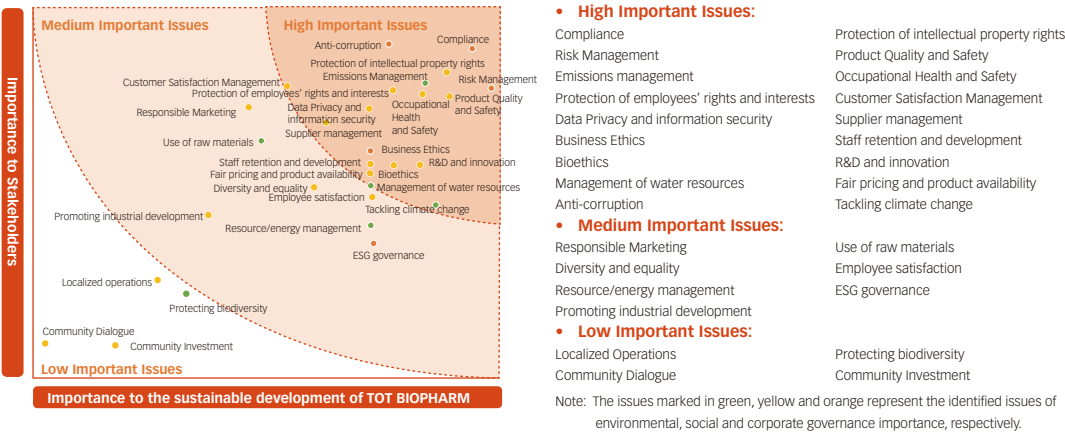 Importance to Stakeholders
Medium Important Issues
High Important Issues
Anti-corruption
Compliance
Protection of intellectual property rights
Emissions Management
Risk Management
Customer Satisfaction Management
Protection of employees' rights and interests
Product Quality
and Safety
Responsible Marketing
Data Privacy and
information security
Occupational
Health
and Safety
Supplier management
Use of raw materials
Business Ethics
Staff retention and development
R&D and innovation
Fair pricing and product availability
Bioethics
Diversity and equality
Management of water resources
Employee satisfaction
Tackling climate change
Promoting industrial development
Resource/energy management
ESG governance
Localized operations
Protecting biodiversity
Community Dialogue
Community Investment
Low Important Issues
Importance to the sustainable development of TOT BIOPHARM
• High Important Issues:
Compliance
Protection of intellectual property rights
Risk Management
Product Quality and Safety
Emissions management
Occupational Health and Safety
Protection of employees' rights and interests
Customer Satisfaction Management
Data Privacy and information security
Supplier management
Business Ethics
Staff retention and development
Bioethics
R&D and innovation
Management of water resources
Fair pricing and product availability
Anti-corruption
Tackling climate change
• Medium Important Issues:
Responsible Marketing
Use of raw materials
Diversity and equality
Employee satisfaction
Resource/energy management
ESG governance
Promoting industrial development
• Low Important Issues:
Localized Operations
Protecting biodiversity
Community Dialogue
Community Investment
Note: The issues marked in green, yellow and orange represent the identified issues of
environmental, social and corporate governance importance, respectively.